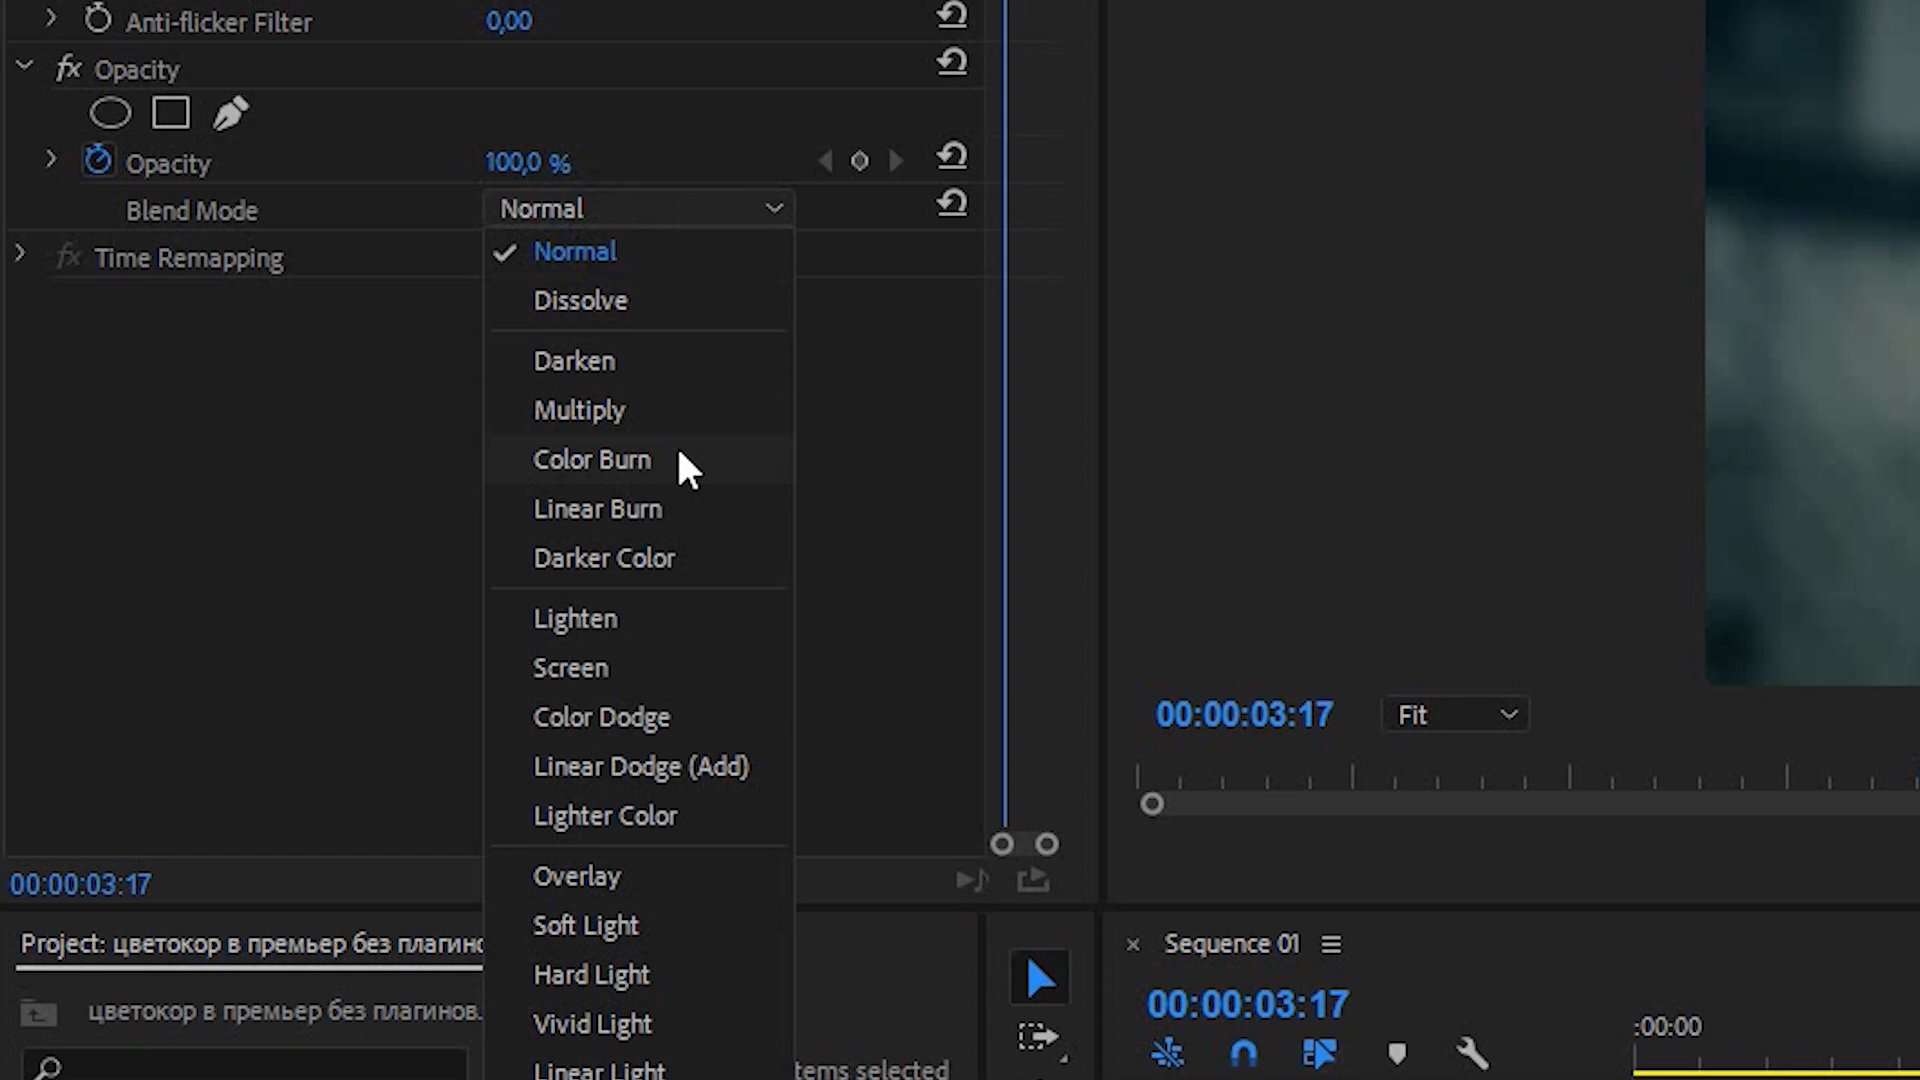 Anti-flicker Filter 0,00
fx Opacity
Opacity 100,0 %
Blend Mode Normal
fx Time Remapping
Normal
Dissolve
Darken
Multiply
Color Burn
Linear Burn
Darker Color
Lighten
Screen
Color Dodge
Linear Dodge (Add)
Lighter Color
Overlay
Soft Light
Hard Light
Vivid Light
Linear Light
00:00:03:17 Fit
00:00:03:17
Project: цветокор в премьер без плагино
цветокор в премьер без плагинов.
tems selected
× Sequence 01
00:00:03:17
:00:00